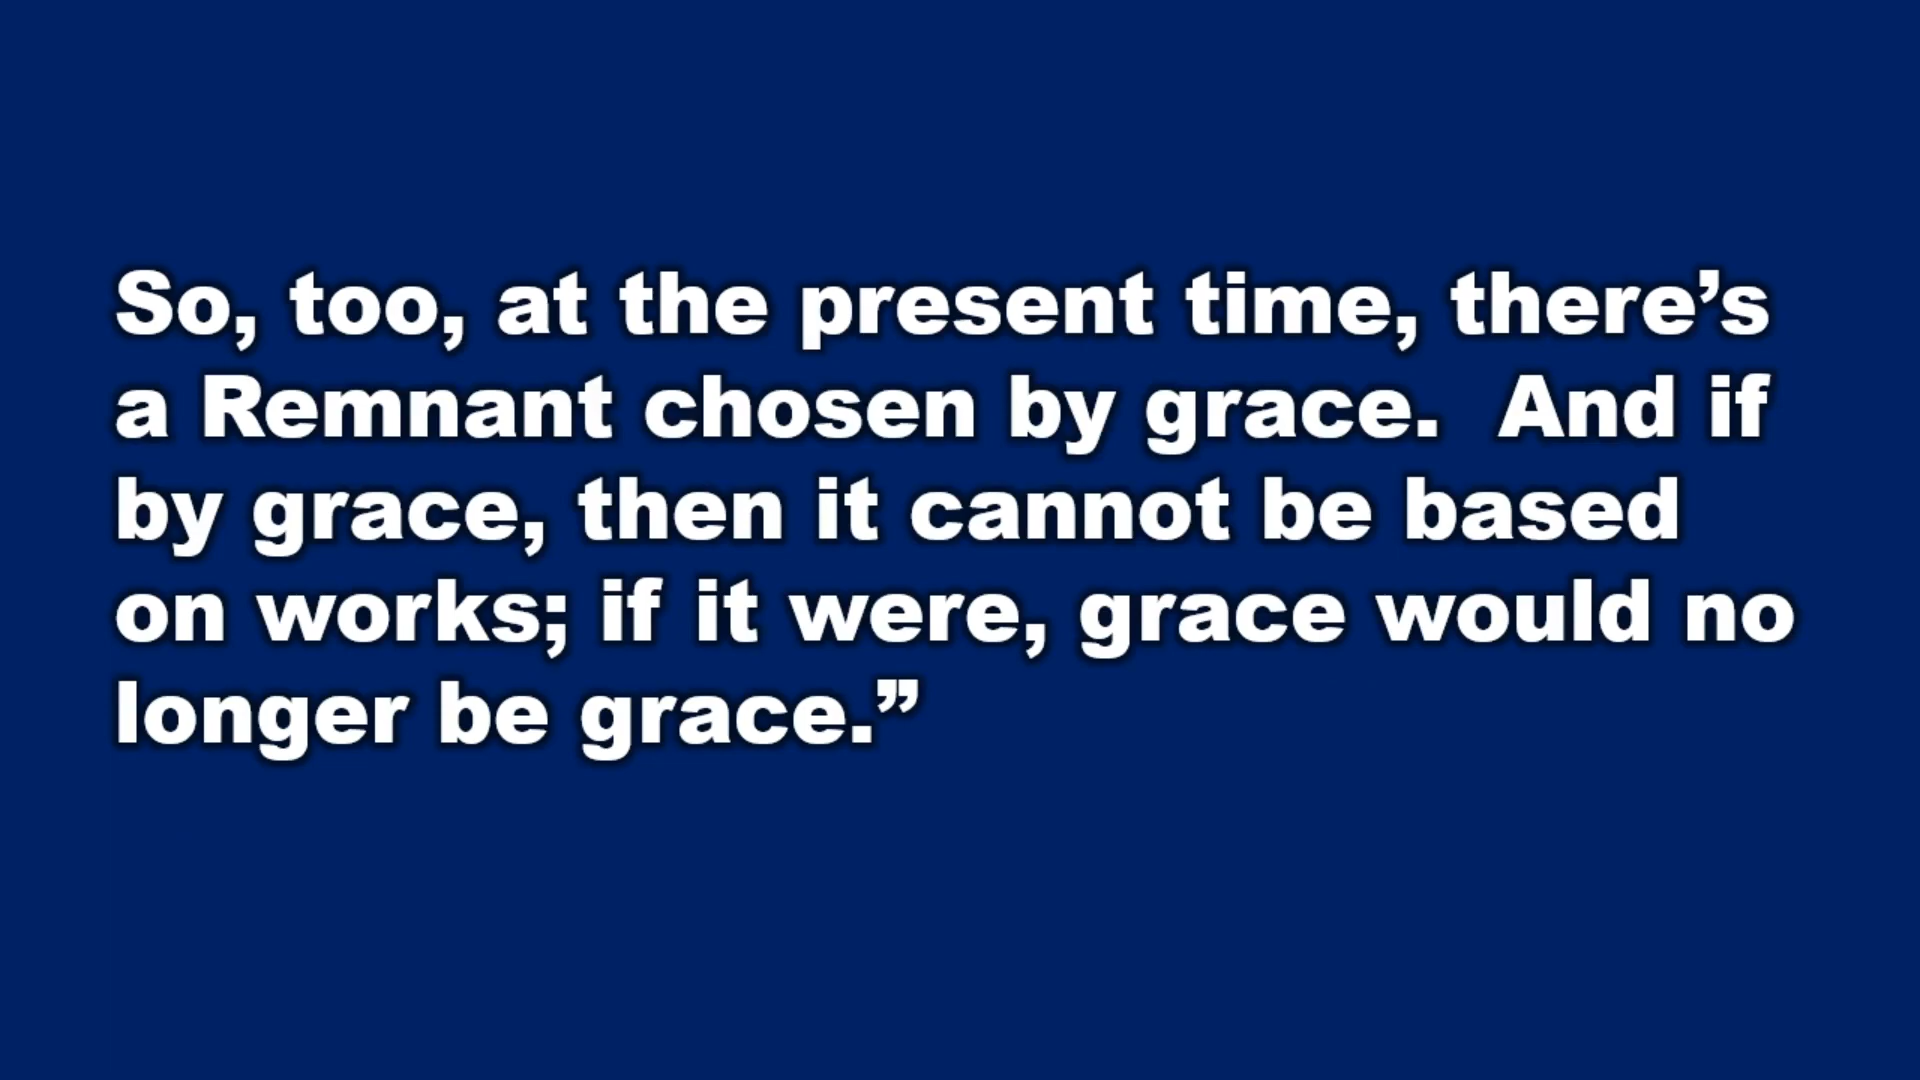 So, too, at the present time, there’s
a Remnant chosen by grace.  And if
by grace, then it cannot be based
on works; if it were, grace would no
longer be grace.”